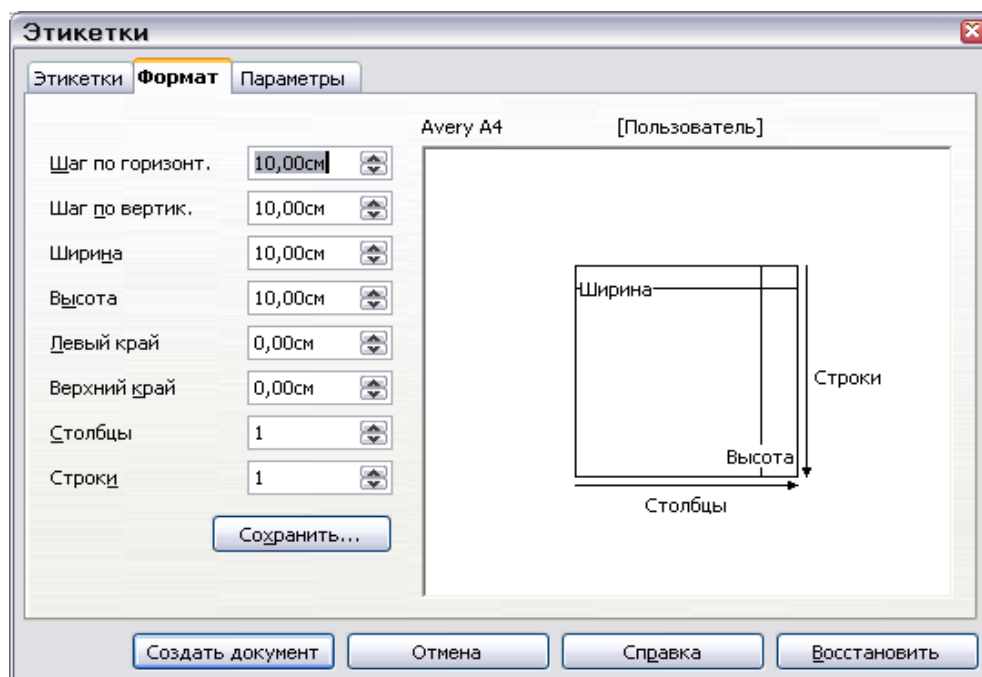 Этикетки
Этикетки Формат Параметры
Avery A4 [Пользователь]
Шаг по горизонт. 10,00см
Шаг по вертик. 10,00см
Ширина 10,00см
Высота 10,00см
Левый край 0,00см
Верхний край 0,00см
Столбцы 1
Строки 1
Сохранить...
Ширина
Строки
Высота
Столбцы
Создать документ Отмена Справка Восстановить